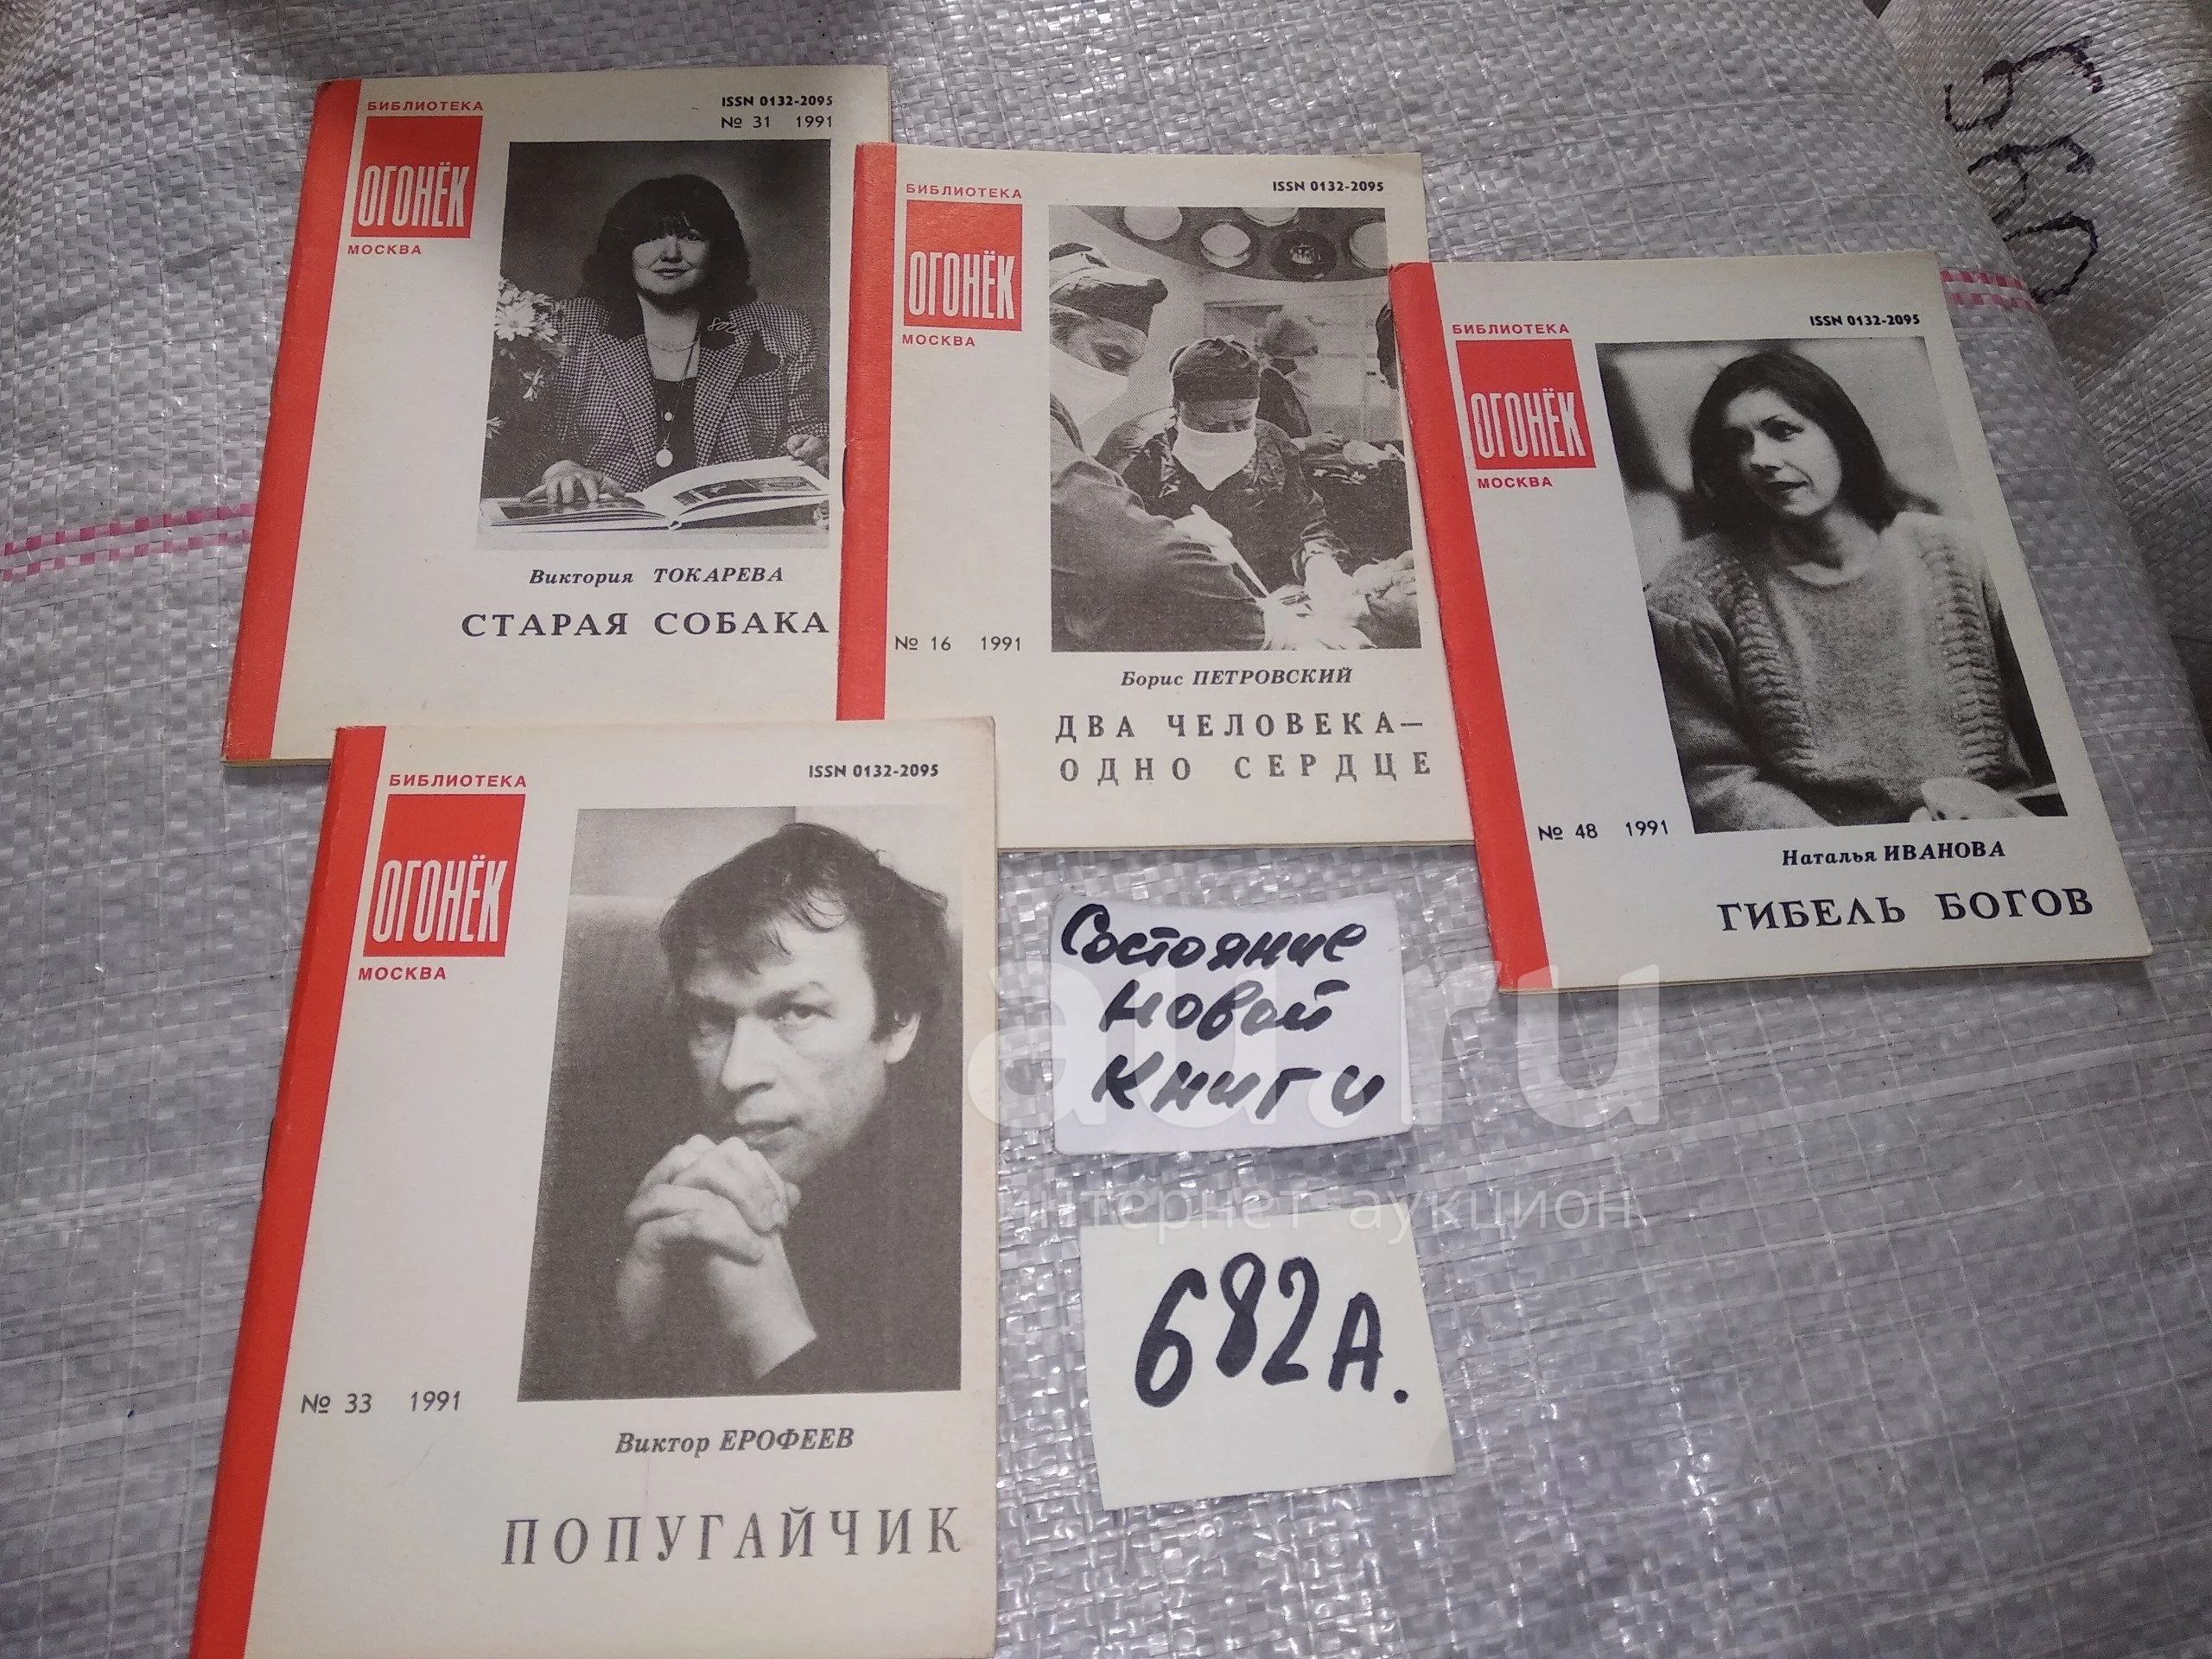 БИБЛИОТЕКА
ОГОНЁК
МОСКВА
ISSN 0132-2095
№ 31 1991
Виктория ТОКАРЕВА
СТАРАЯ СОБАКА
БИБЛИОТЕКА
ОГОНЁК
МОСКВА
ISSN 0132-2095
№ 16 1991
Борис ПЕТРОВСКИЙ
ДВА ЧЕЛОВЕКА—
ОДНО СЕРДЦЕ
БИБЛИОТЕКА
ОГОНЁК
МОСКВА
ISSN 0132-2095
№ 48 1991
Наталья ИВАНОВА
ГИБЕЛЬ БОГОВ
БИБЛИОТЕКА
ОГОНЁК
МОСКВА
ISSN 0132-2095
№ 33 1991
Виктор ЕРОФЕЕВ
ПОПУГАЙЧИК
Состояние
новой
книги
au.ru
интернет-аукцион
682А.